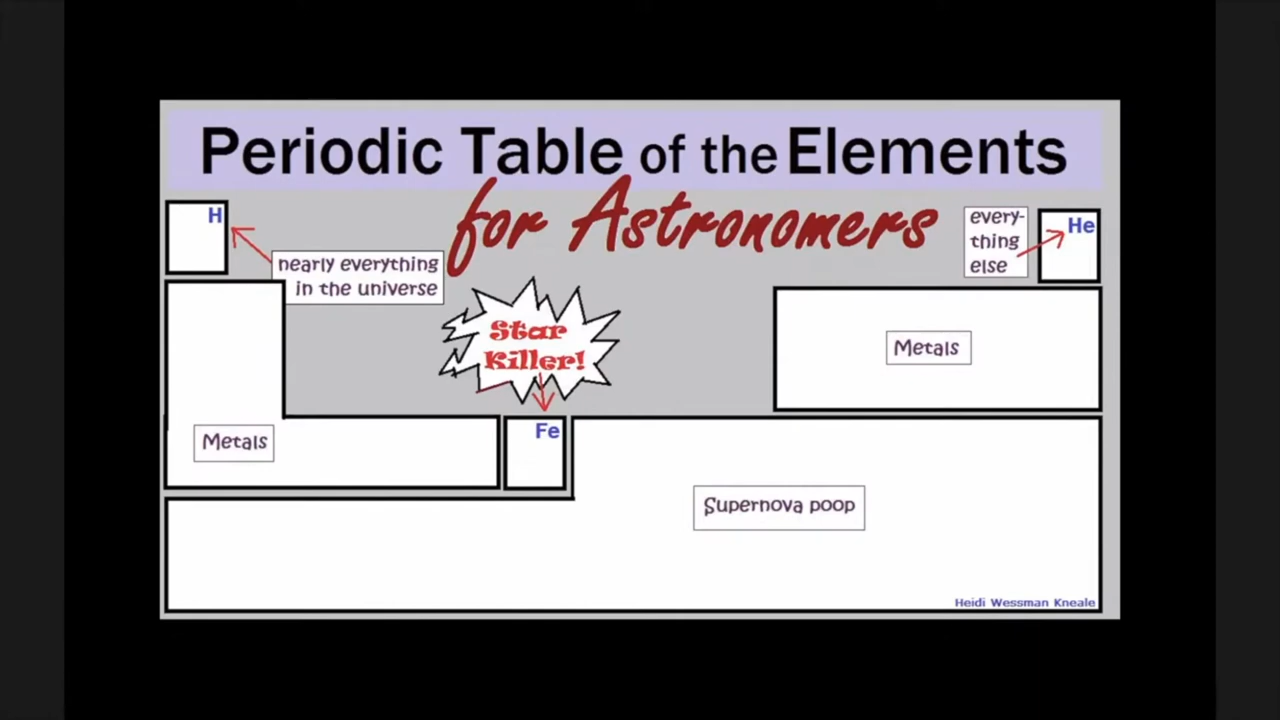 Periodic Table of the Elements
for Astronomers
H
nearly everything
in the universe
every-
thing
else
He
Star
Killer!
Metals
Metals
Fe
Supernova poop
Heidi Wessman Kneale